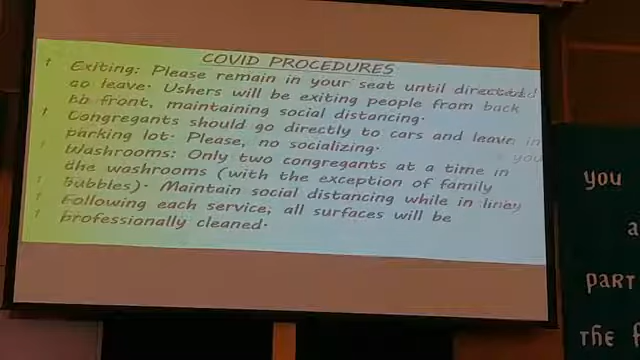 COVID PROCEDURES
Exiting: Please remain in your seat until directed
to leave. Ushers will be exiting people from back
to front, maintaining social distancing.
Congregants should go directly to cars and leave in
parking lot. Please, no socializing. you
Washrooms: Only two congregants at a time in
the washrooms (with the exception of family
bubbles). Maintain social distancing while in line
Following each service, all surfaces will be
professionally cleaned.
you
a
PART
THE